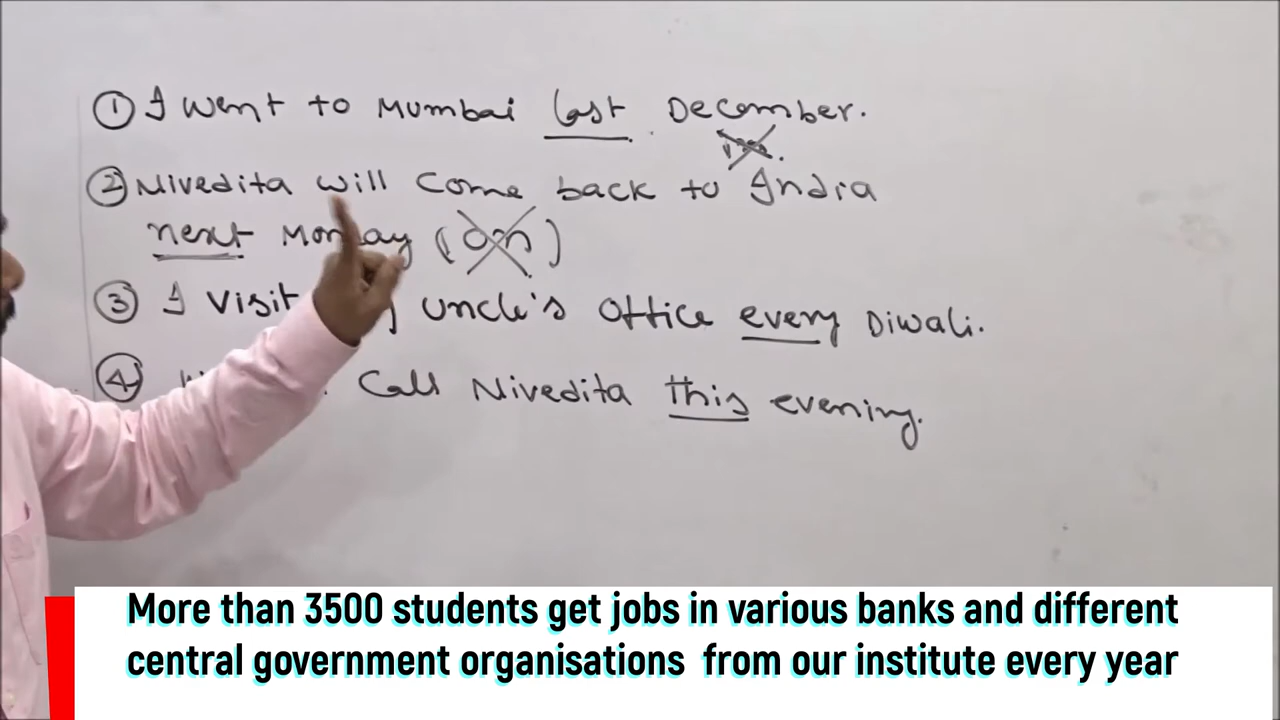 ① I went to Mumbai last December.
② Nivedita will come back to India
next Monday (on)
③ I visit uncle's office every Diwali.
④ call Nivedita this evening.
More than 3500 students get jobs in various banks and different
central government organisations from our institute every year